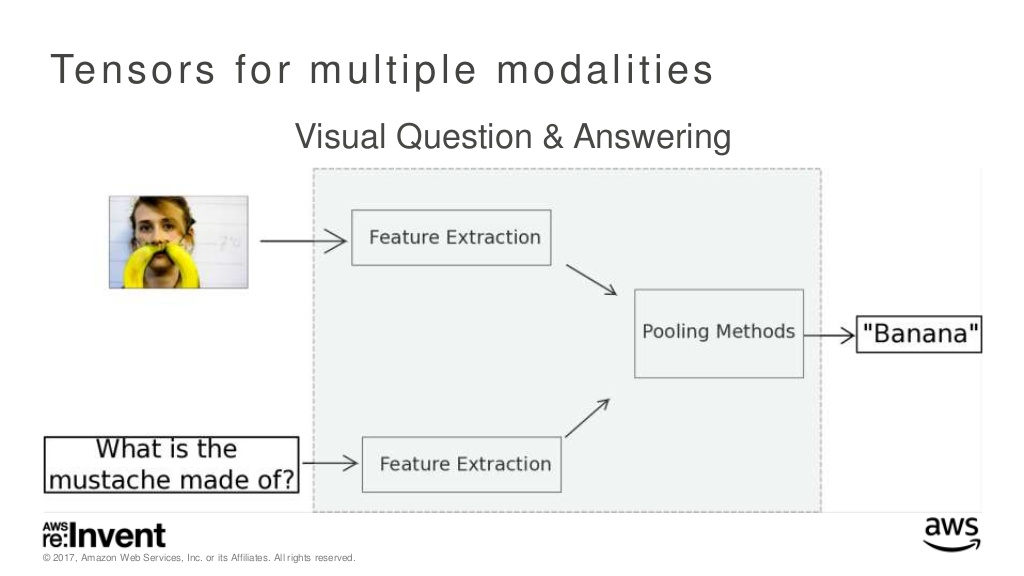 Tensors for multiple modalities
Visual Question & Answering
Feature Extraction
Pooling Methods
"Banana"
What is the
mustache made of?
Feature Extraction
AWS
re:Invent
aws
© 2017, Amazon Web Services, Inc. or its Affiliates. All rights reserved.